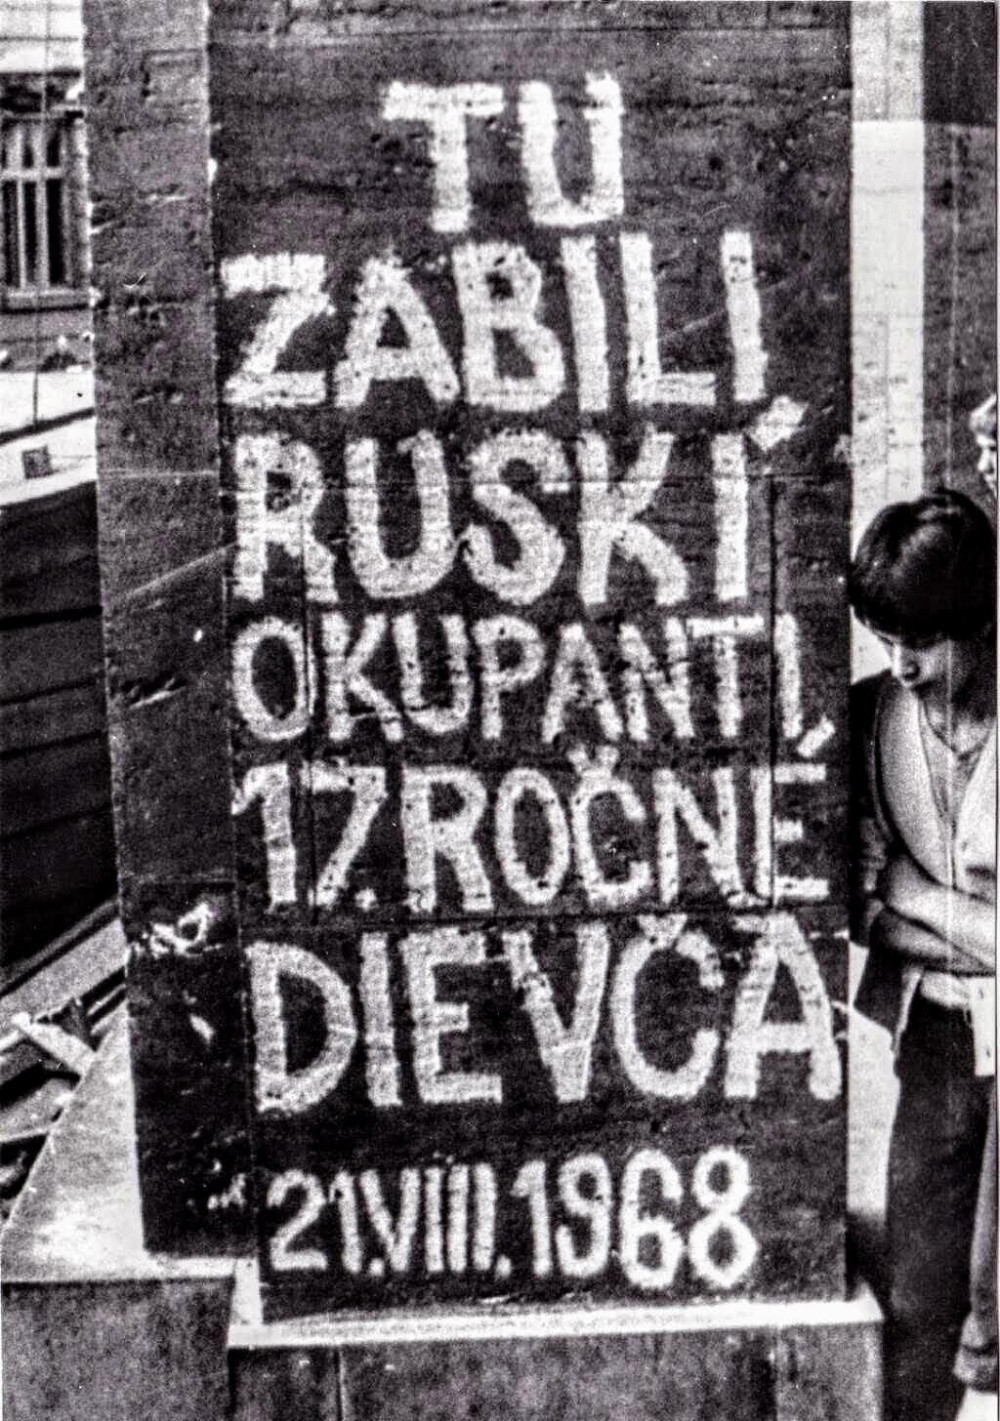 TU
ZABILI
RUSKÍ
OKUPANTI
17.ROČNÉ
DIEVČA
21.VIII.1968